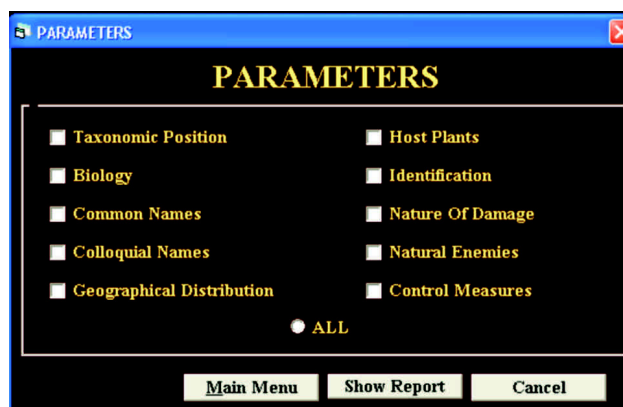 PARAMETERS
PARAMETERS
Taxonomic Position
Host Plants
Biology
Identification
Common Names
Nature Of Damage
Colloquial Names
Natural Enemies
Geographical Distribution
Control Measures
ALL
Main Menu
Show Report
Cancel